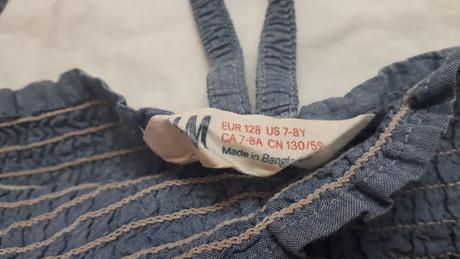 EUR 128 US 7-8Y
CA 7-8A CN 130/59
Made in